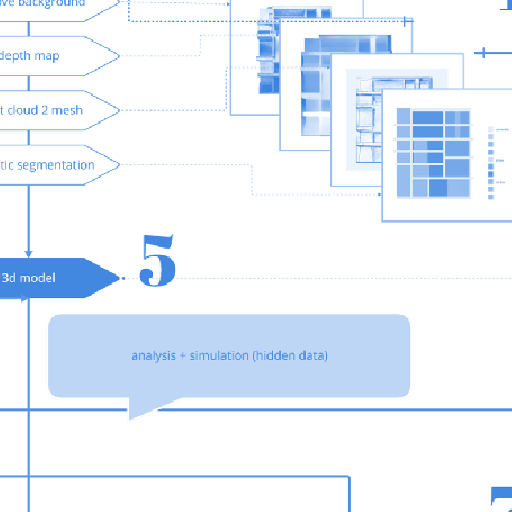 ve background
depth map
t cloud 2 mesh
tic segmentation
3d model
5
analysis + simulation (hidden data)